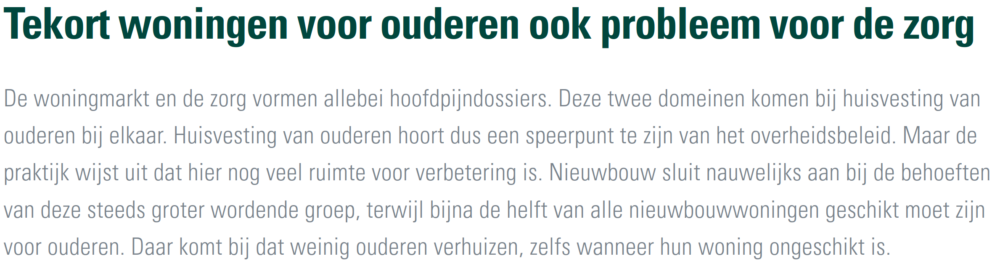 Tekort woningen voor ouderen ook probleem voor de zorg
De woningmarkt en de zorg vormen allebei hoofdpijndossiers. Deze twee domeinen komen bij huisvesting van
ouderen bij elkaar. Huisvesting van ouderen hoort dus een speerpunt te zijn van het overheidsbeleid. Maar de
praktijk wijst uit dat hier nog veel ruimte voor verbetering is. Nieuwbouw sluit nauwelijks aan bij de behoeften
van deze steeds groter wordende groep, terwijl bijna de helft van alle nieuwbouwwoningen geschikt moet zijn
voor ouderen. Daar komt bij dat weinig ouderen verhuizen, zelfs wanneer hun woning ongeschikt is.